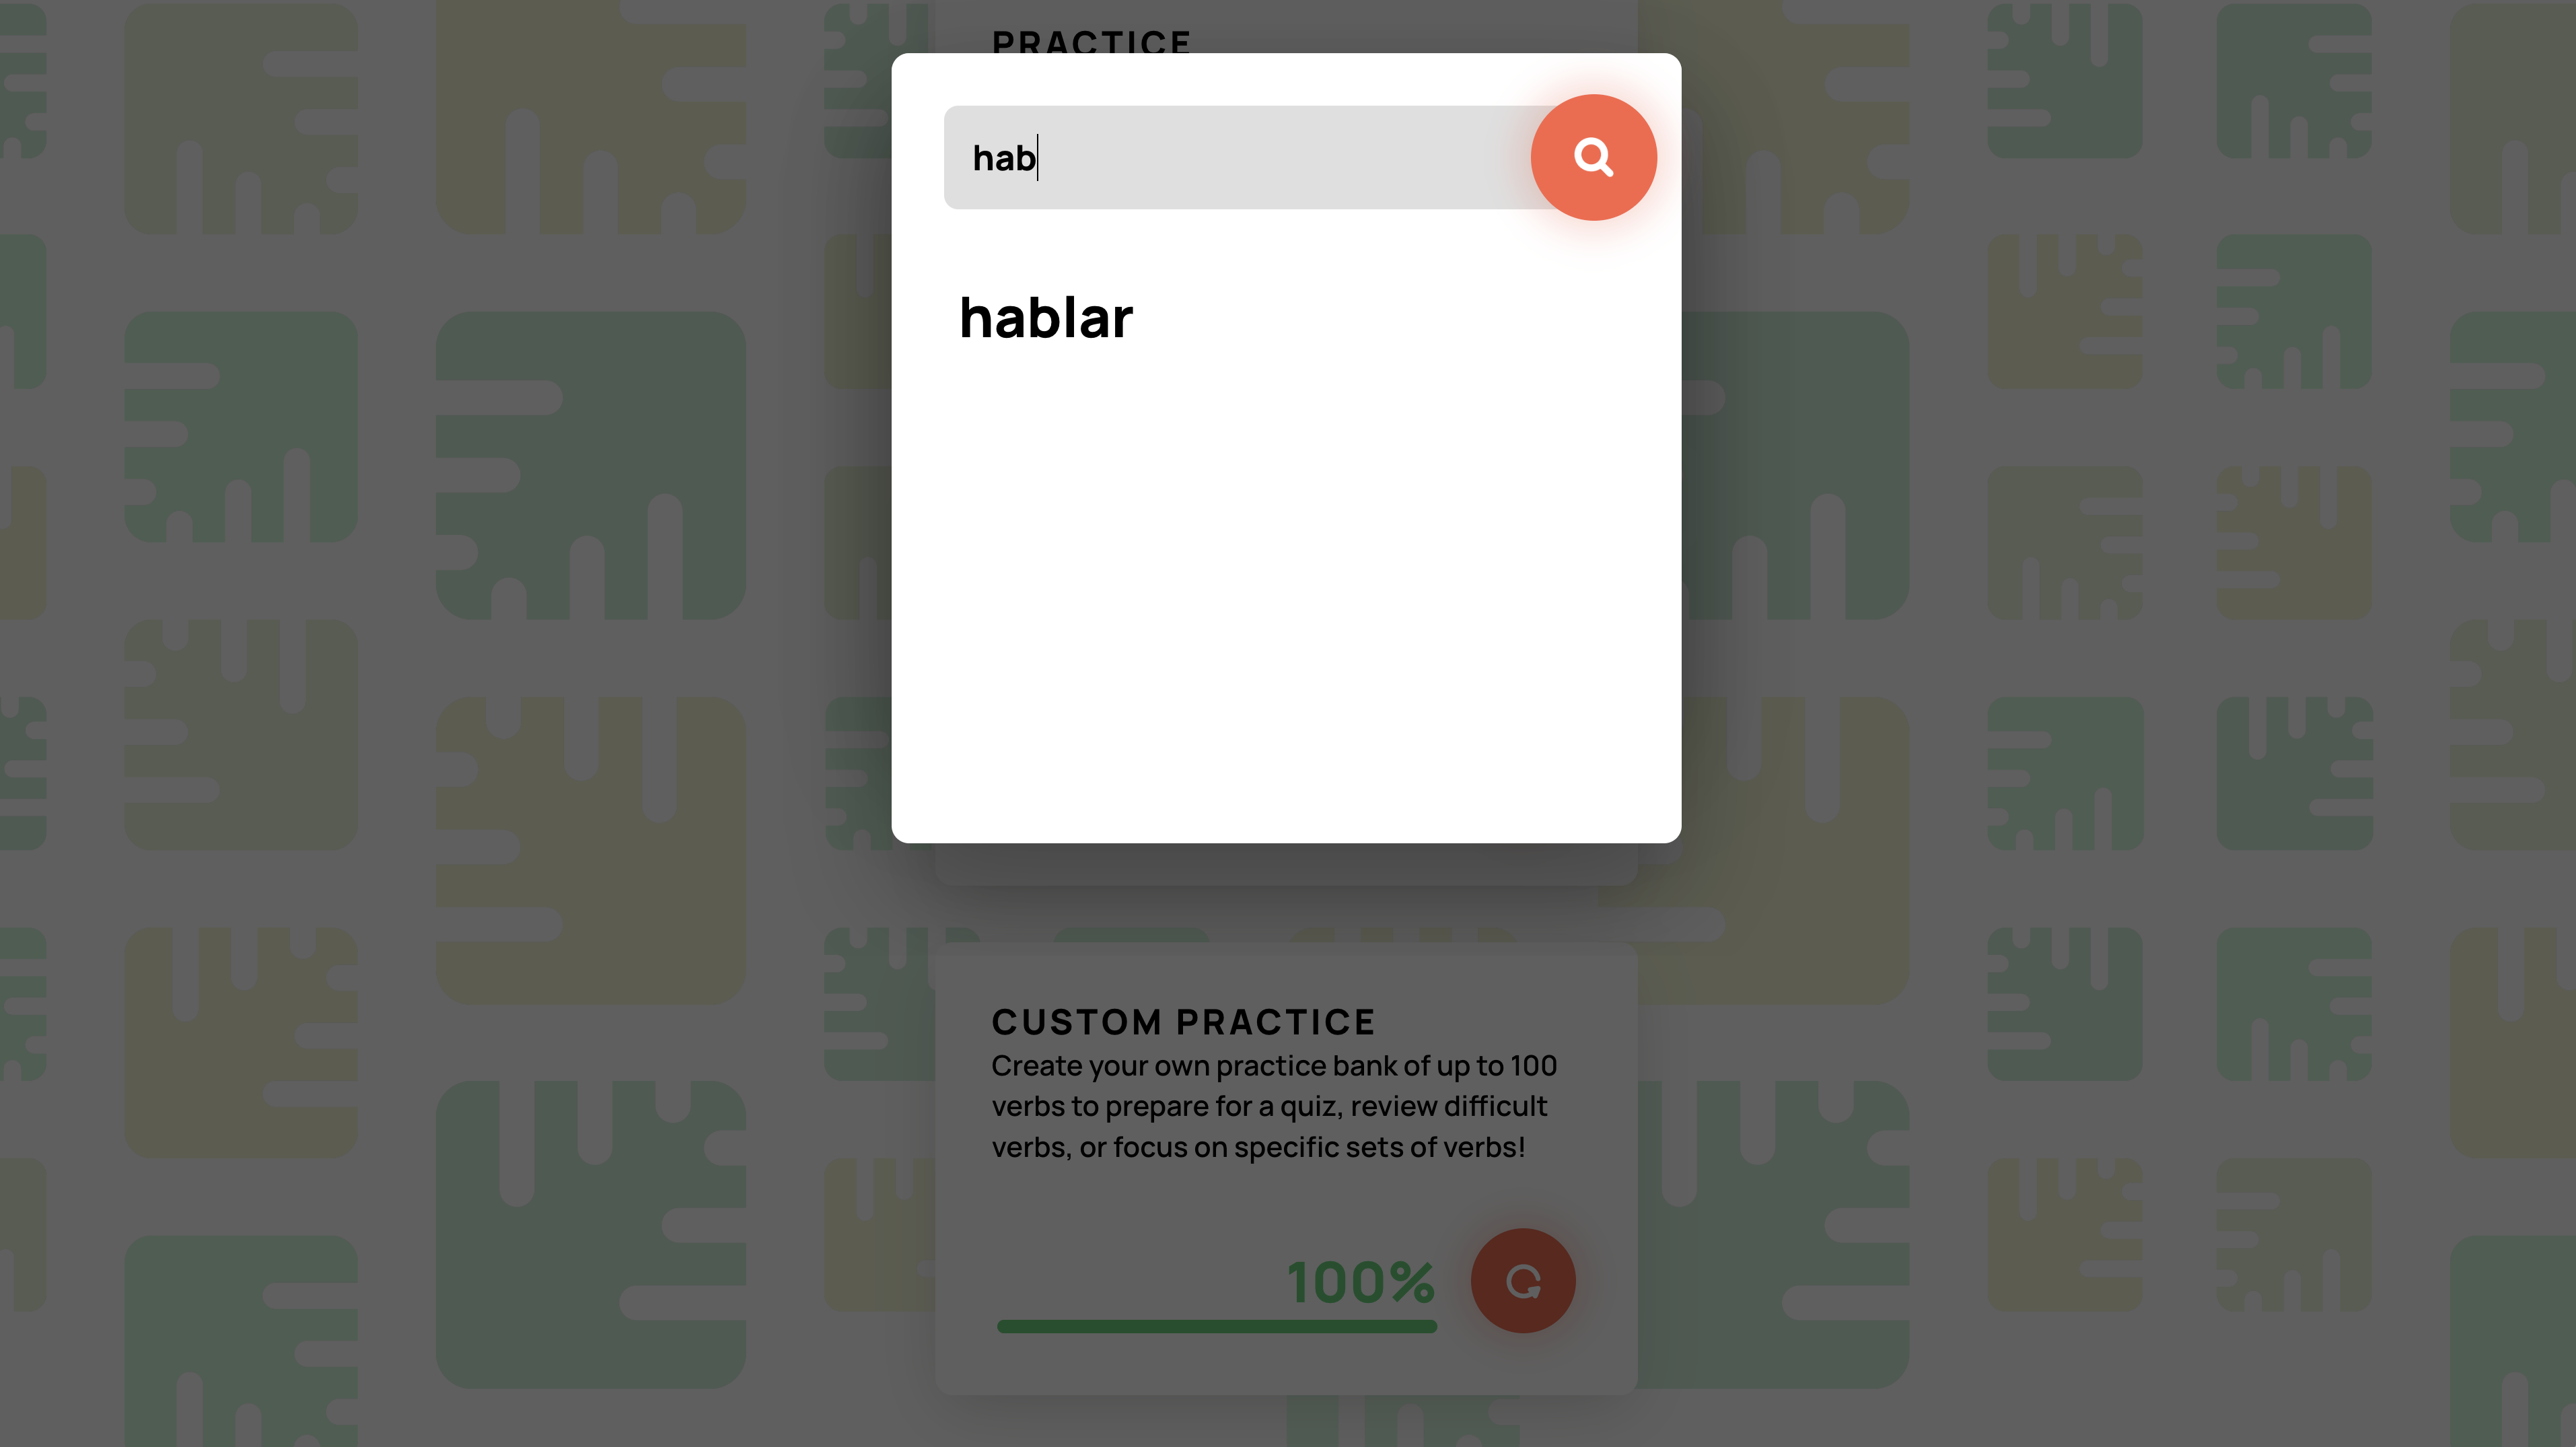 PRACTICE
hab
hablar
CUSTOM PRACTICE
Create your own practice bank of up to 100
verbs to prepare for a quiz, review difficult
verbs, or focus on specific sets of verbs!
100%